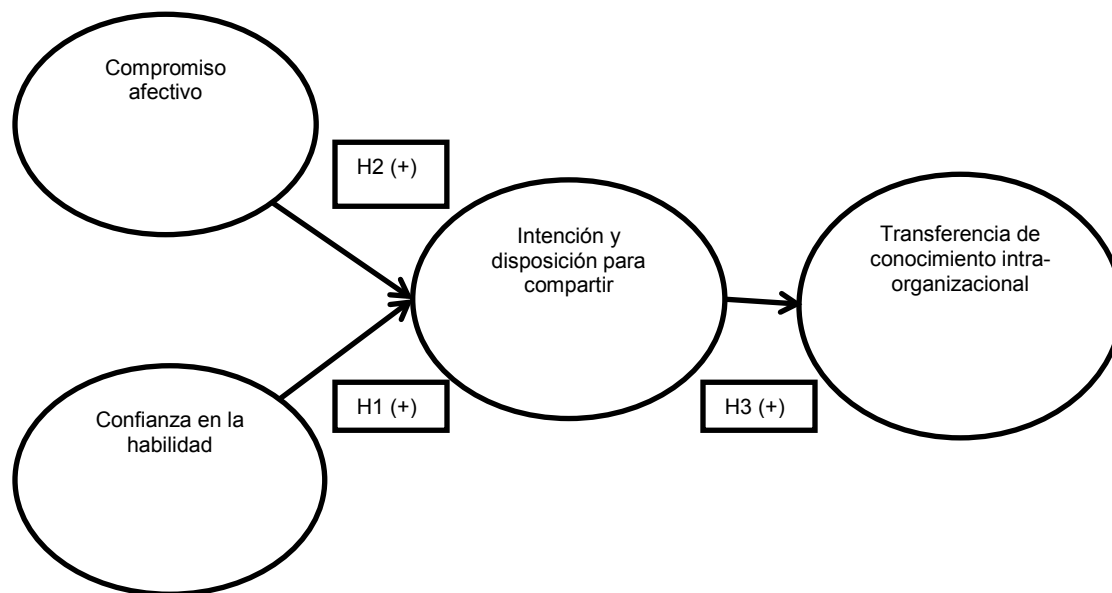 Compromiso
afectivo
H2 (+)
Intención y
disposición para
compartir
Transferencia de
conocimiento intra-
organizacional
H1 (+)
H3 (+)
Confianza en la
habilidad